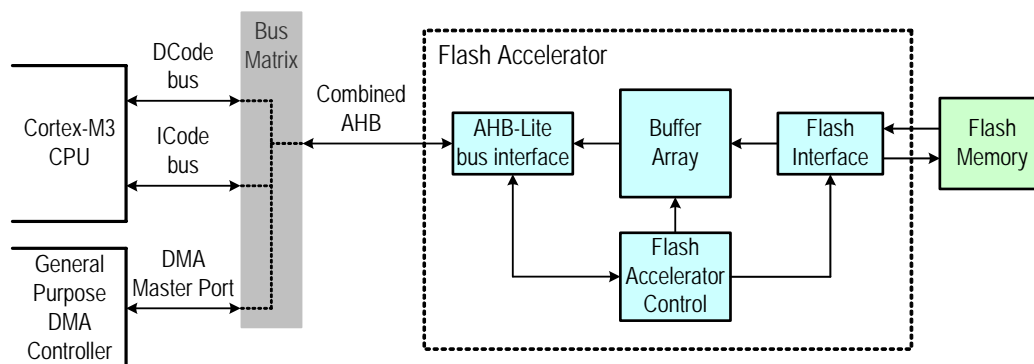 Bus
Matrix
DCode
bus
Cortex-M3
CPU
ICode
bus
General
Purpose
DMA
Controller
DMA
Master Port
Combined
AHB
Flash Accelerator
AHB-Lite
bus interface
Buffer
Array
Flash
Interface
Flash
Accelerator
Control
Flash
Memory